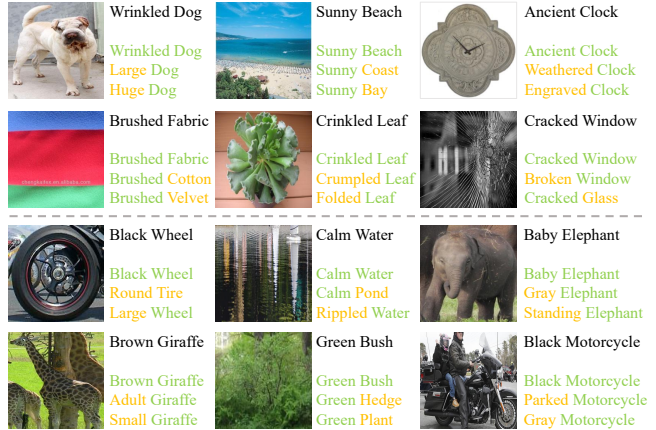 Wrinkled Dog
Wrinkled Dog
Large Dog
Huge Dog
Sunny Beach
Sunny Beach
Sunny Coast
Sunny Bay
Ancient Clock
Ancient Clock
Weathered Clock
Engraved Clock
Brushed Fabric
Brushed Fabric
Brushed Cotton
Brushed Velvet
Crinkled Leaf
Crinkled Leaf
Crumpled Leaf
Folded Leaf
Cracked Window
Cracked Window
Broken Window
Cracked Glass
Black Wheel
Black Wheel
Round Tire
Large Wheel
Calm Water
Calm Water
Calm Pond
Rippled Water
Baby Elephant
Baby Elephant
Gray Elephant
Standing Elephant
Brown Giraffe
Brown Giraffe
Adult Giraffe
Small Giraffe
Green Bush
Green Bush
Green Hedge
Green Plant
Black Motorcycle
Black Motorcycle
Parked Motorcycle
Gray Motorcycle